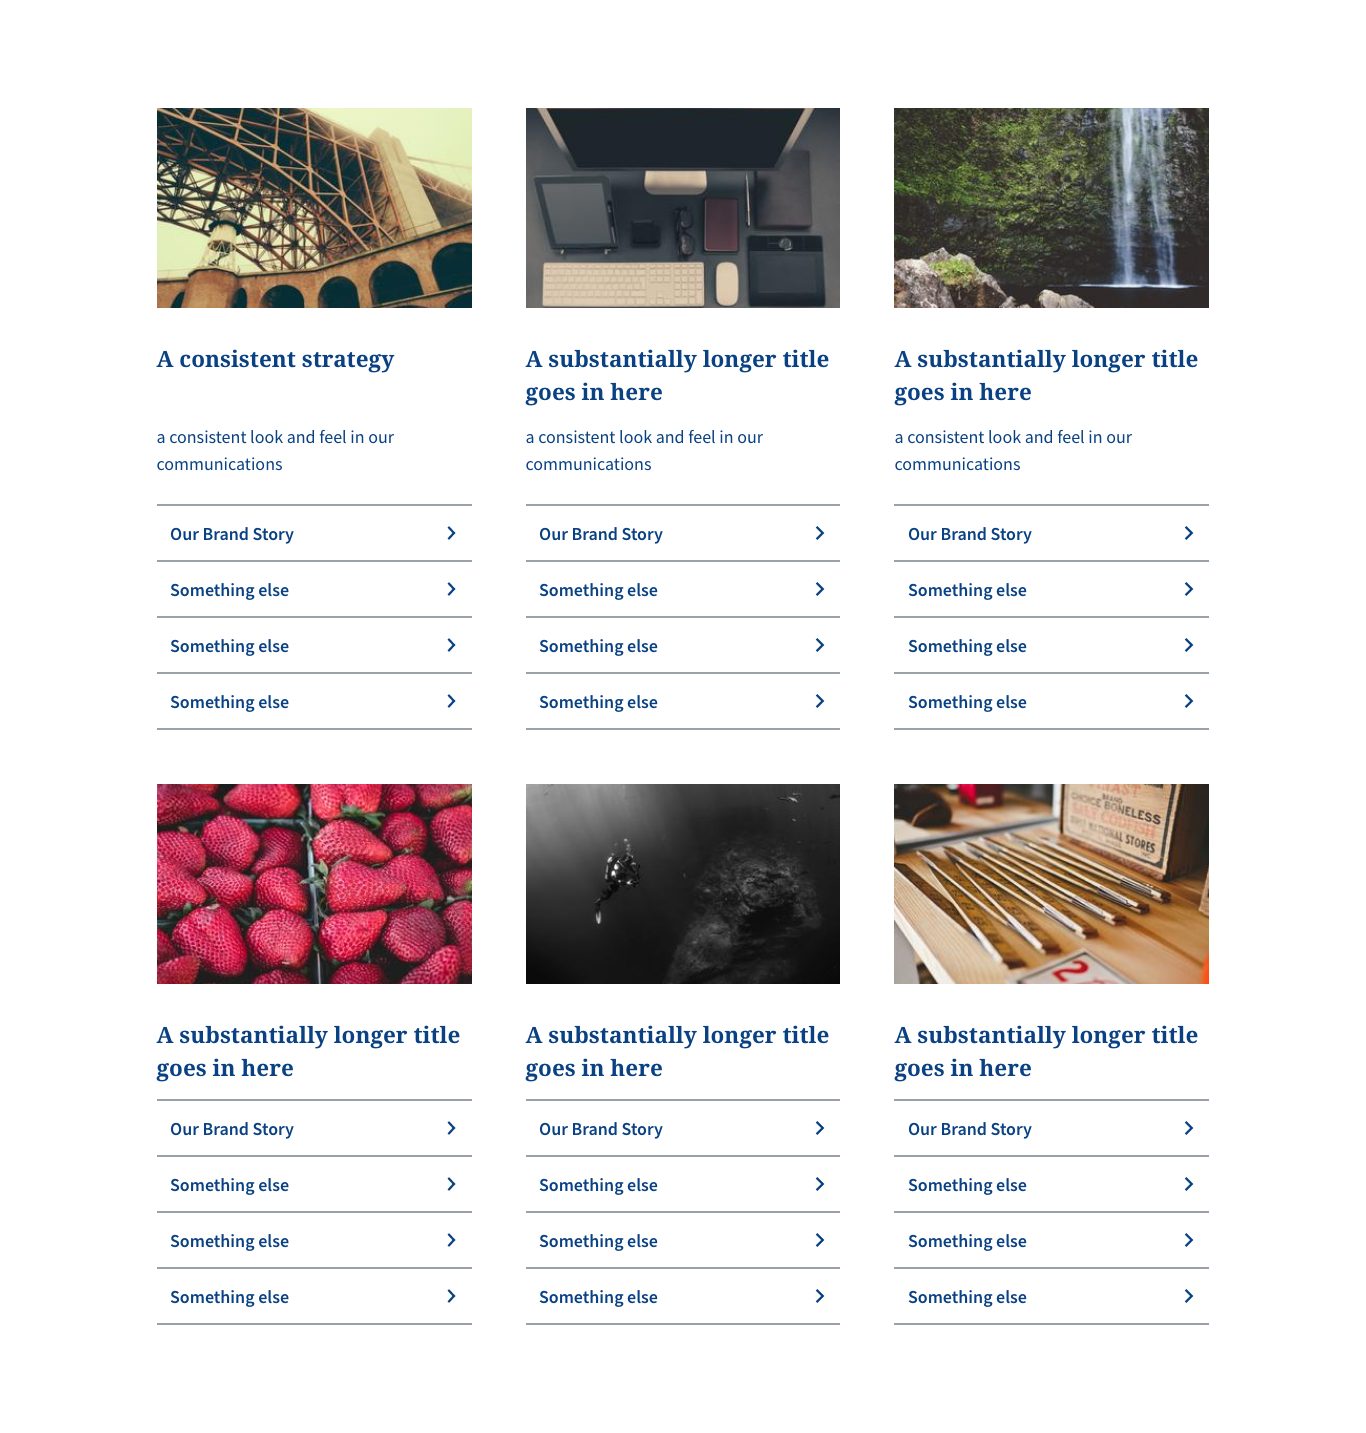 A consistent strategy
a consistent look and feel in our
communications
Our Brand Story
Something else
Something else
Something else
A substantially longer title
goes in here
a consistent look and feel in our
communications
Our Brand Story
Something else
Something else
Something else
A substantially longer title
goes in here
a consistent look and feel in our
communications
Our Brand Story
Something else
Something else
Something else
A substantially longer title
goes in here
Our Brand Story
Something else
Something else
Something else
A substantially longer title
goes in here
Our Brand Story
Something else
Something else
Something else
BRAND
CHOICE BONELESS
NATIONAL STORES
2
A substantially longer title
goes in here
Our Brand Story
Something else
Something else
Something else